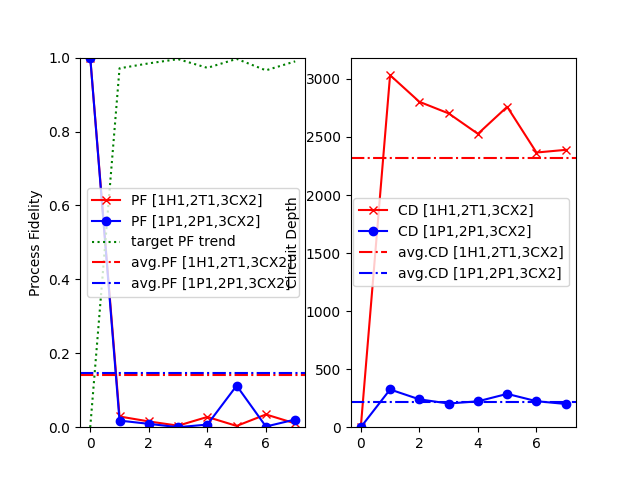 Process Fidelity
1.0
0.8
0.6
0.4
0.2
0.0
0 2 4 6
PF [1H1,2T1,3CX2]
PF [1P1,2P1,3CX2]
target PF trend
avg.PF [1H1,2T1,3CX2]
avg.PF [1P1,2P1,3CX2]
Circuit Depth
3000
2500
2000
1500
1000
500
0
0 2 4 6
CD [1H1,2T1,3CX2]
CD [1P1,2P1,3CX2]
avg.CD [1H1,2T1,3CX2]
avg.CD [1P1,2P1,3CX2]